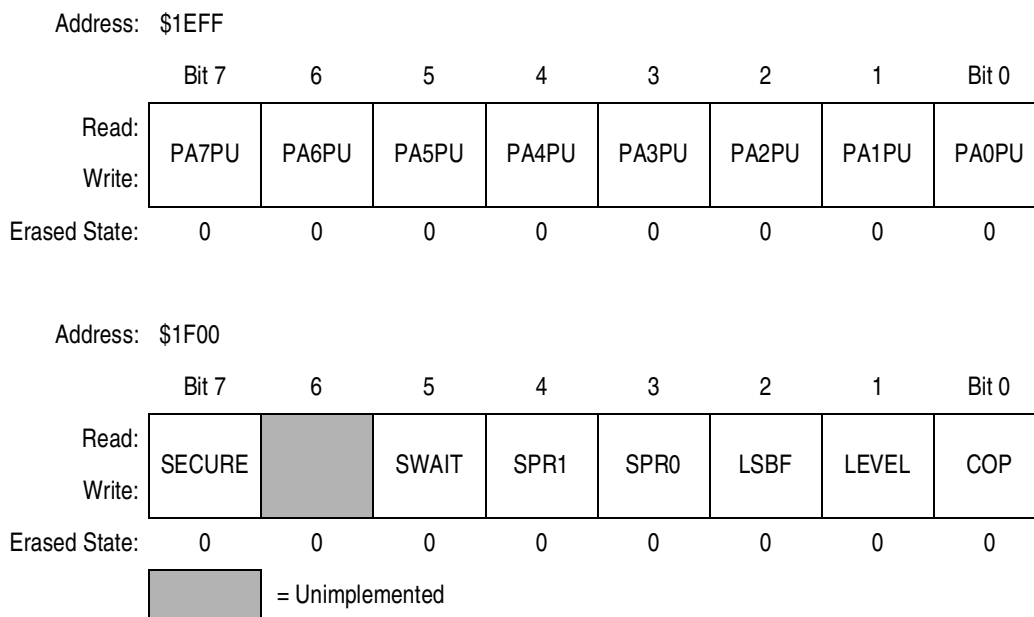 Address: $1EFF
Bit 7 6 5 4 3 2 1 Bit 0
Read:
PA7PU PA6PU PA5PU PA4PU PA3PU PA2PU PA1PU PA0PU
Write:
Erased State: 0 0 0 0 0 0 0 0
Address: $1F00
Bit 7 6 5 4 3 2 1 Bit 0
Read:
SECURE SWAIT SPR1 SPR0 LSBF LEVEL COP
Write:
Erased State: 0 0 0 0 0 0 0 0
= Unimplemented